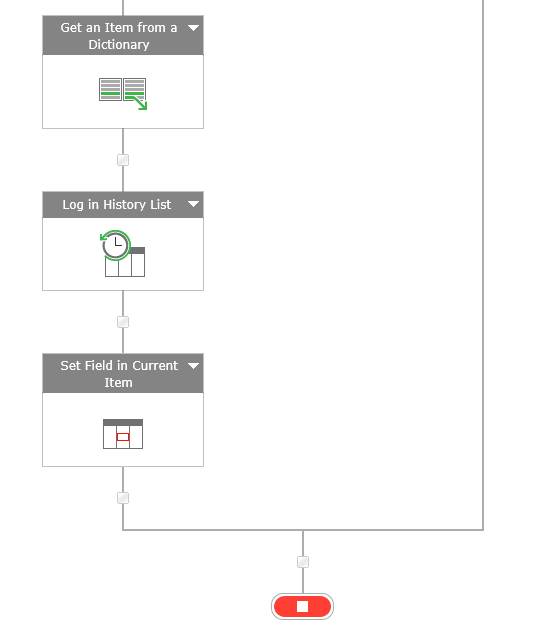 Get an Item from a
Dictionary
Log in History List
Set Field in Current
Item